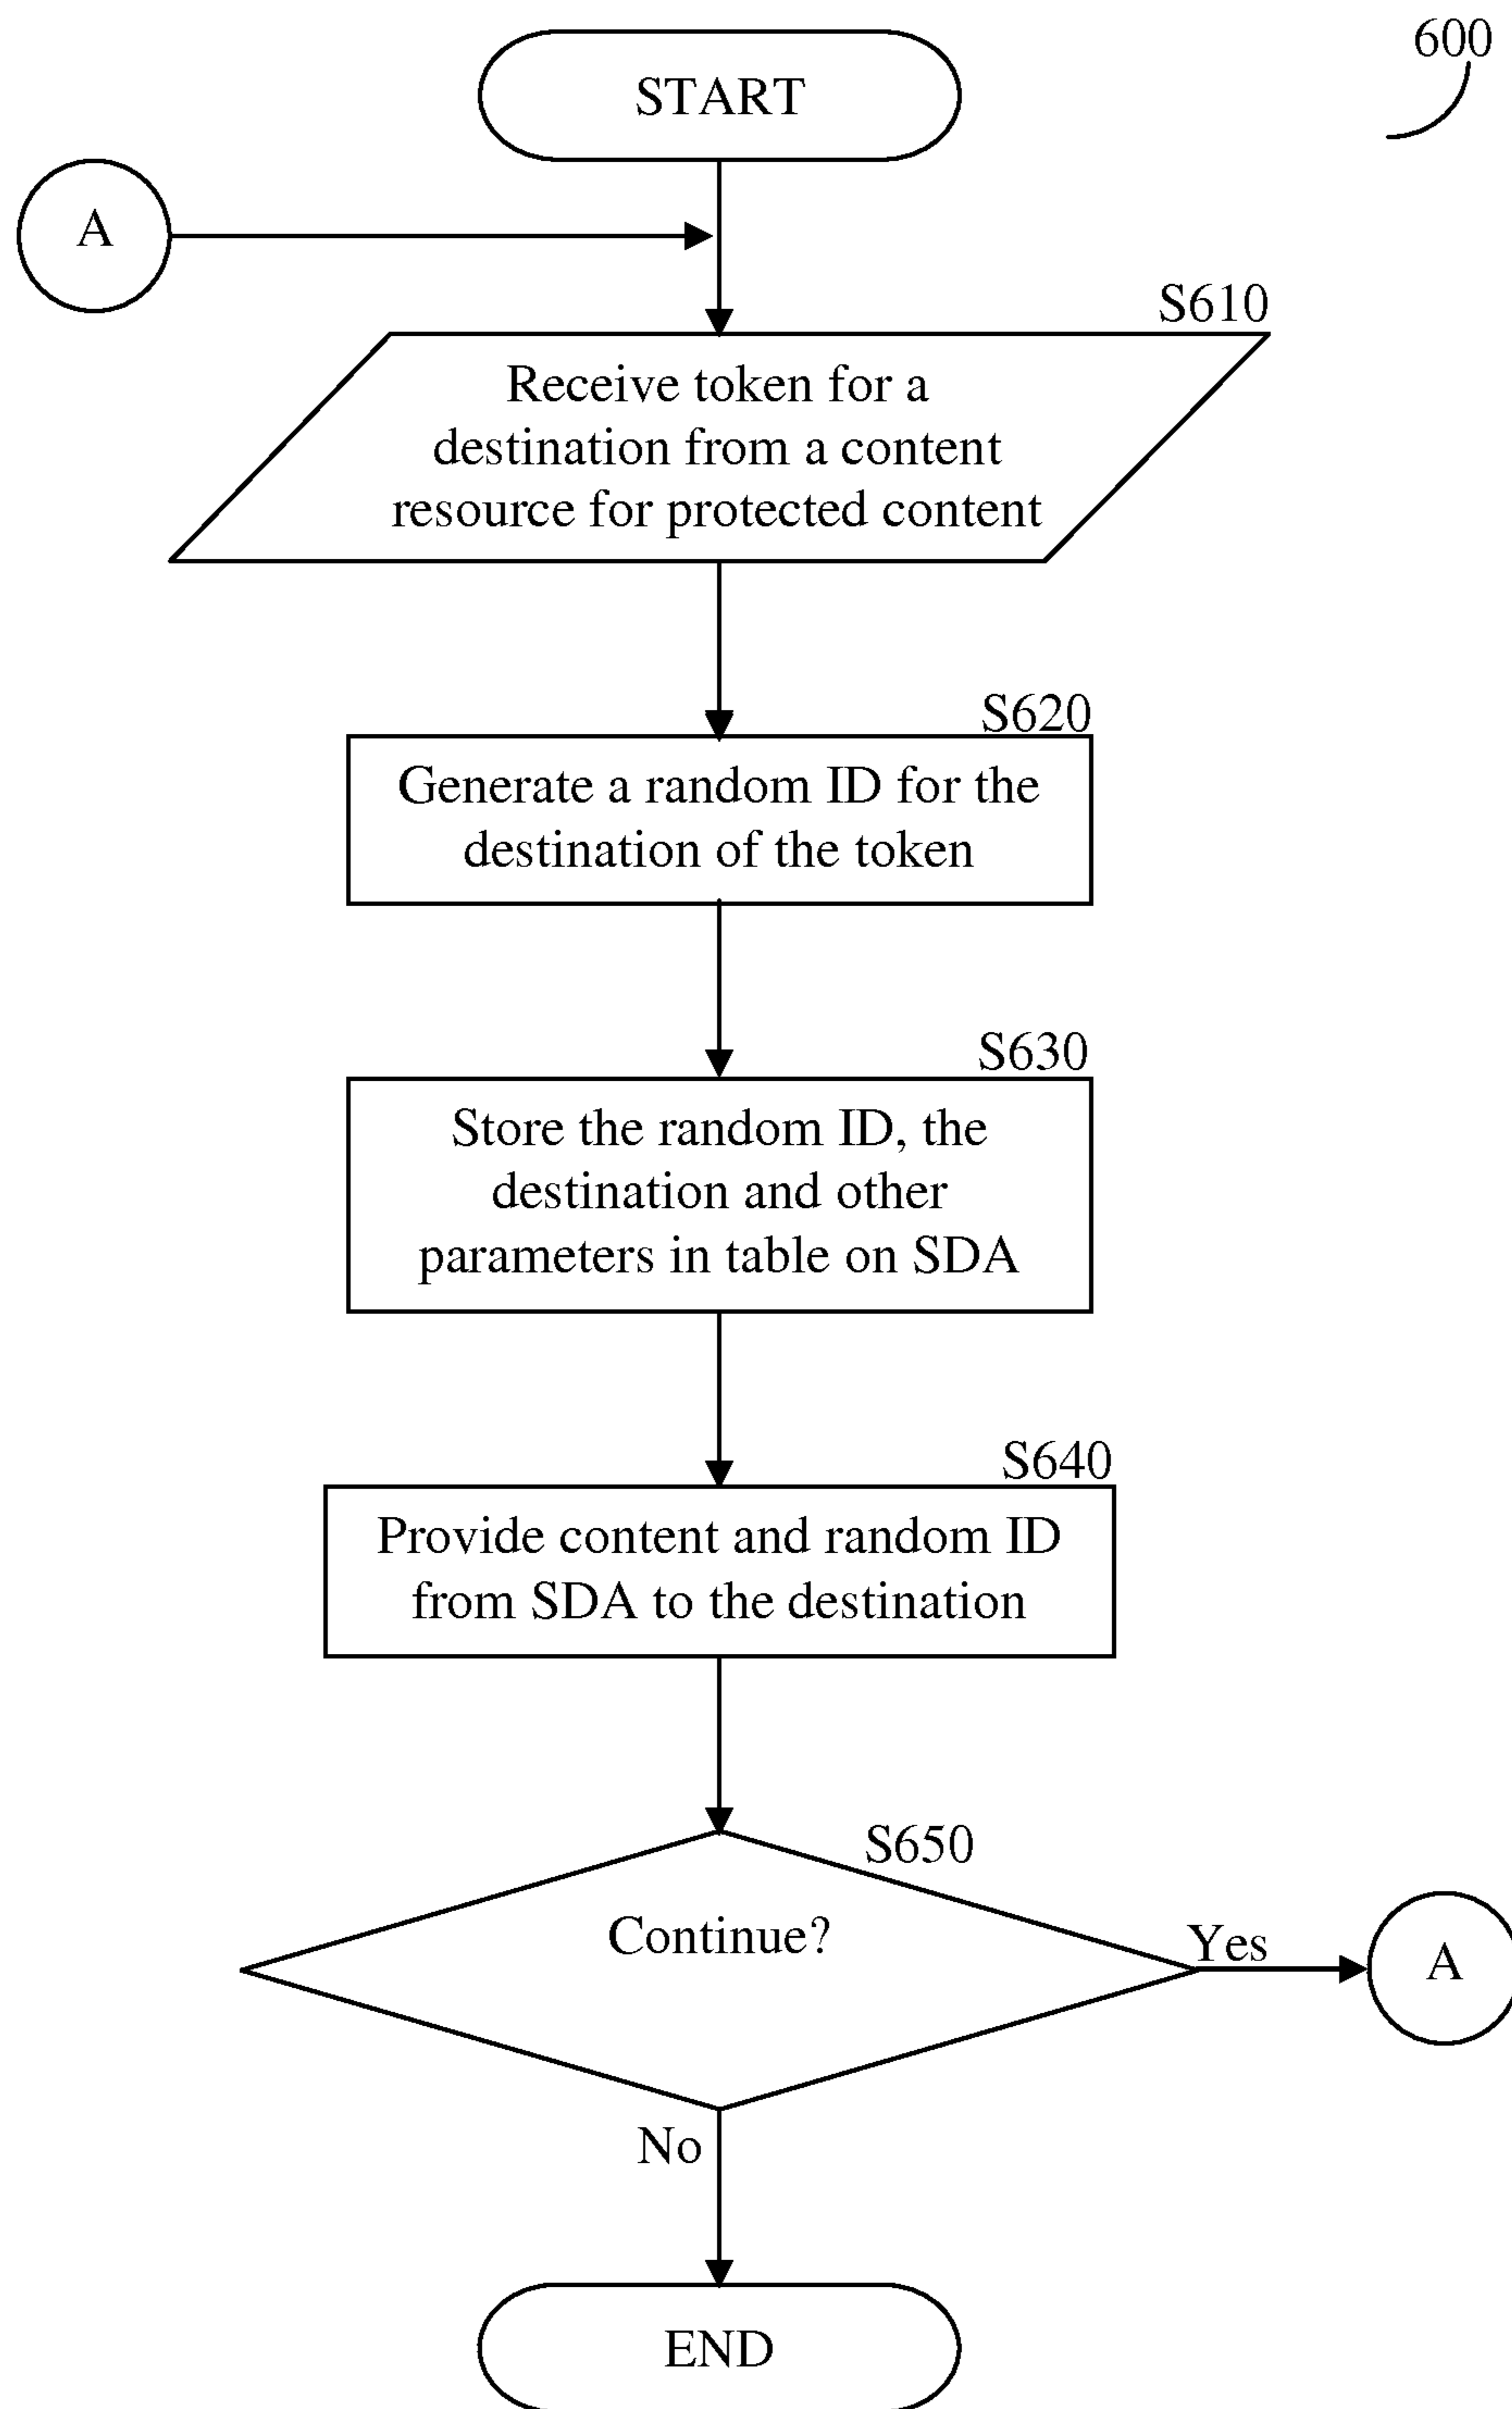 600
START
A
S610
Receive token for a
destination from a content
resource for protected content
S620
Generate a random ID for the
destination of the token
S630
Store the random ID, the
destination and other
parameters in table on SDA
S640
Provide content and random ID
from SDA to the destination
S650
Continue?
Yes
A
No
END